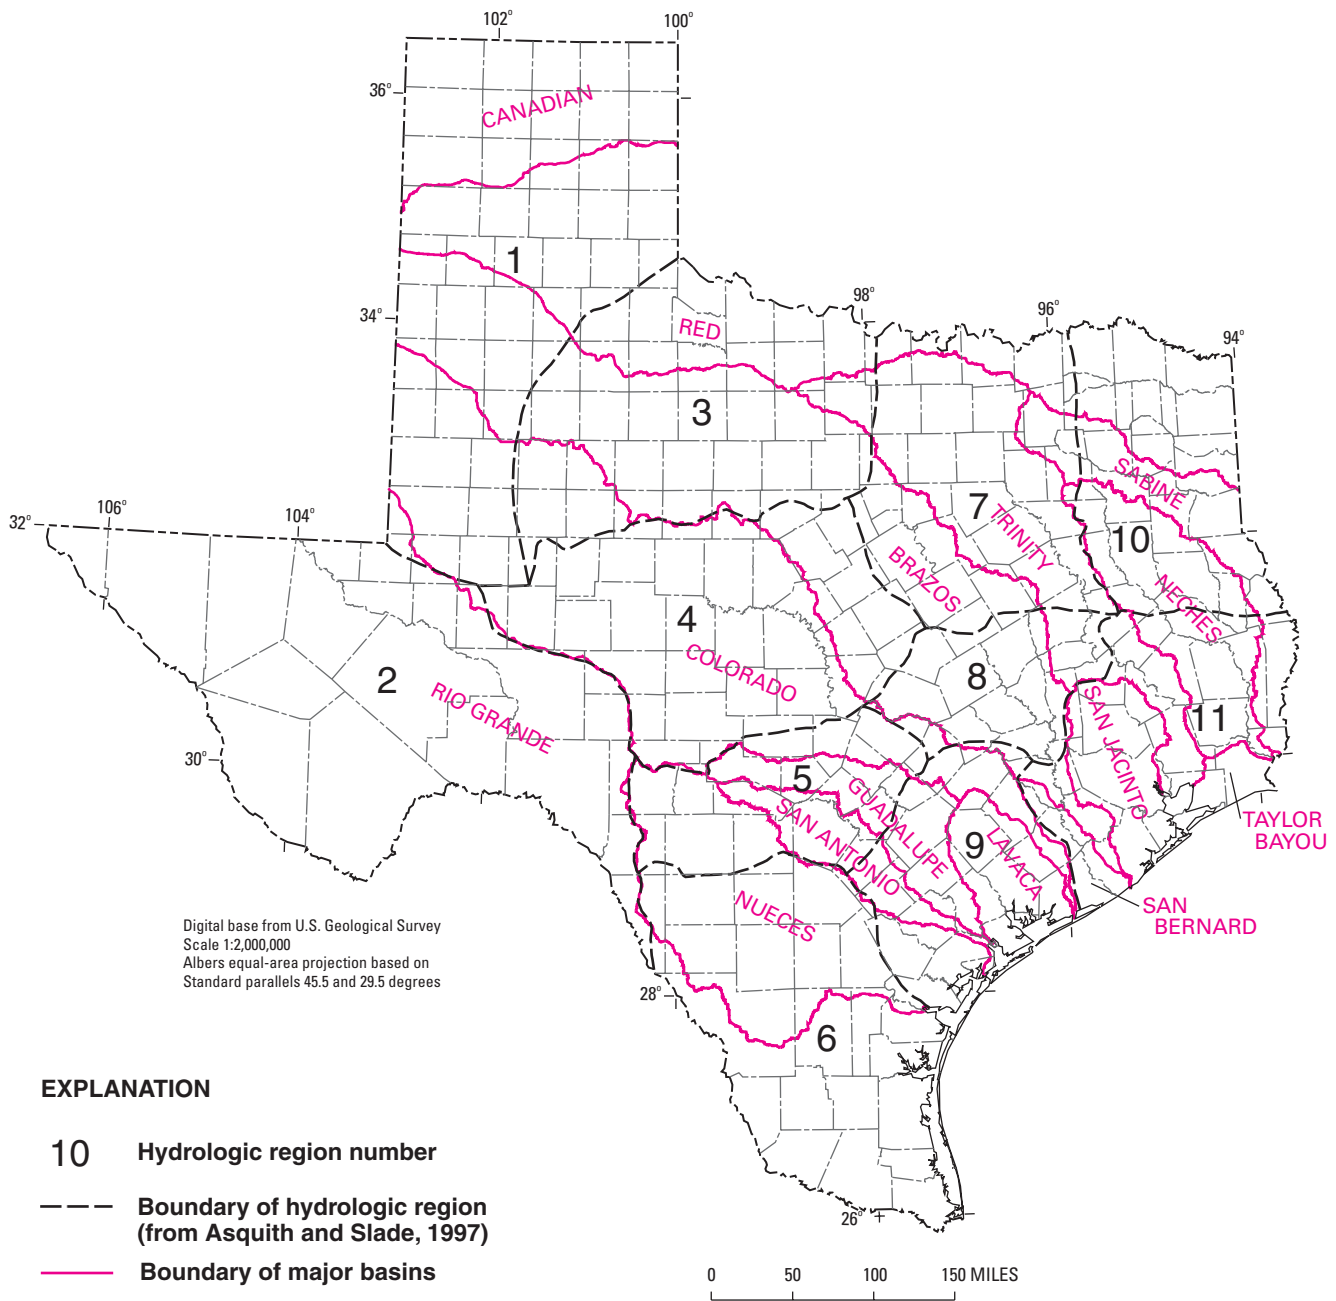 102°
100°
36°
CANADIAN
1
34°
RED
98°
96°
94°
3
SABINE
7
TRINITY
10
32°
106°
104°
BRAZOS
NECHES
4
COLORADO
2
RIO GRANDE
8
SAN JACINTO
11
30°
5
GUADALUPE
SAN ANTONIO
9
LAVACA
TAYLOR
BAYOU
NUECES
SAN
BERNARD
Digital base from U.S. Geological Survey
Scale 1:2,000,000
Albers equal-area projection based on
Standard parallels 45.5 and 29.5 degrees
28°
6
26°
EXPLANATION
10 Hydrologic region number
Boundary of hydrologic region
(from Asquith and Slade, 1997)
Boundary of major basins
0 50 100 150 MILES